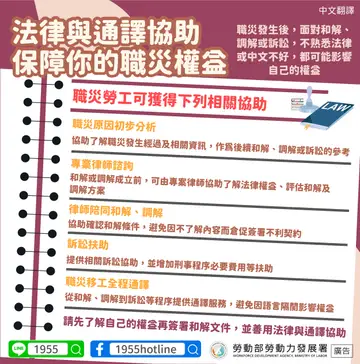 中文翻譯
法律與通譯協助
保障你的職災權益
職災發生後，面對和解、
調解或訴訟，不熟悉法律
或中文不好，都可能影響
自己的權益
LAW
職災勞工可獲得下列相關協助
職災原因初步分析
協助了解職災發生經過及相關資訊，作為後續和解、調解或訴訟的參考
專案律師諮詢
和解或調解成立前，可由專案律師協助了解法律權益、評估和解及
調解方案
律師陪同和解、調解
協助確認和解條件，避免因不了解內容而倉促簽署不利契約
訴訟扶助
提供相關訴訟協助，並增加刑事程序必要費用等扶助
職災移工全程通譯
從和解、調解到訴訟等程序提供通譯服務，避免因語言隔閡影響權益
請先了解自己的權益再簽署和解文件，並善用法律與通譯協助
LINE 1955
1955hotline
勞動部勞動力發展署
WORKFORCE DEVELOPMENT AGENCY, MINISTRY OF LABOR
廣告